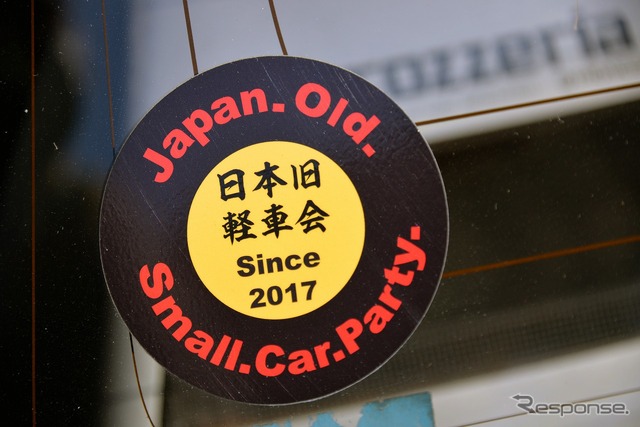 Japan.Old.
日本旧
軽車会
Since
2017
Small.Car.Party.
Response.